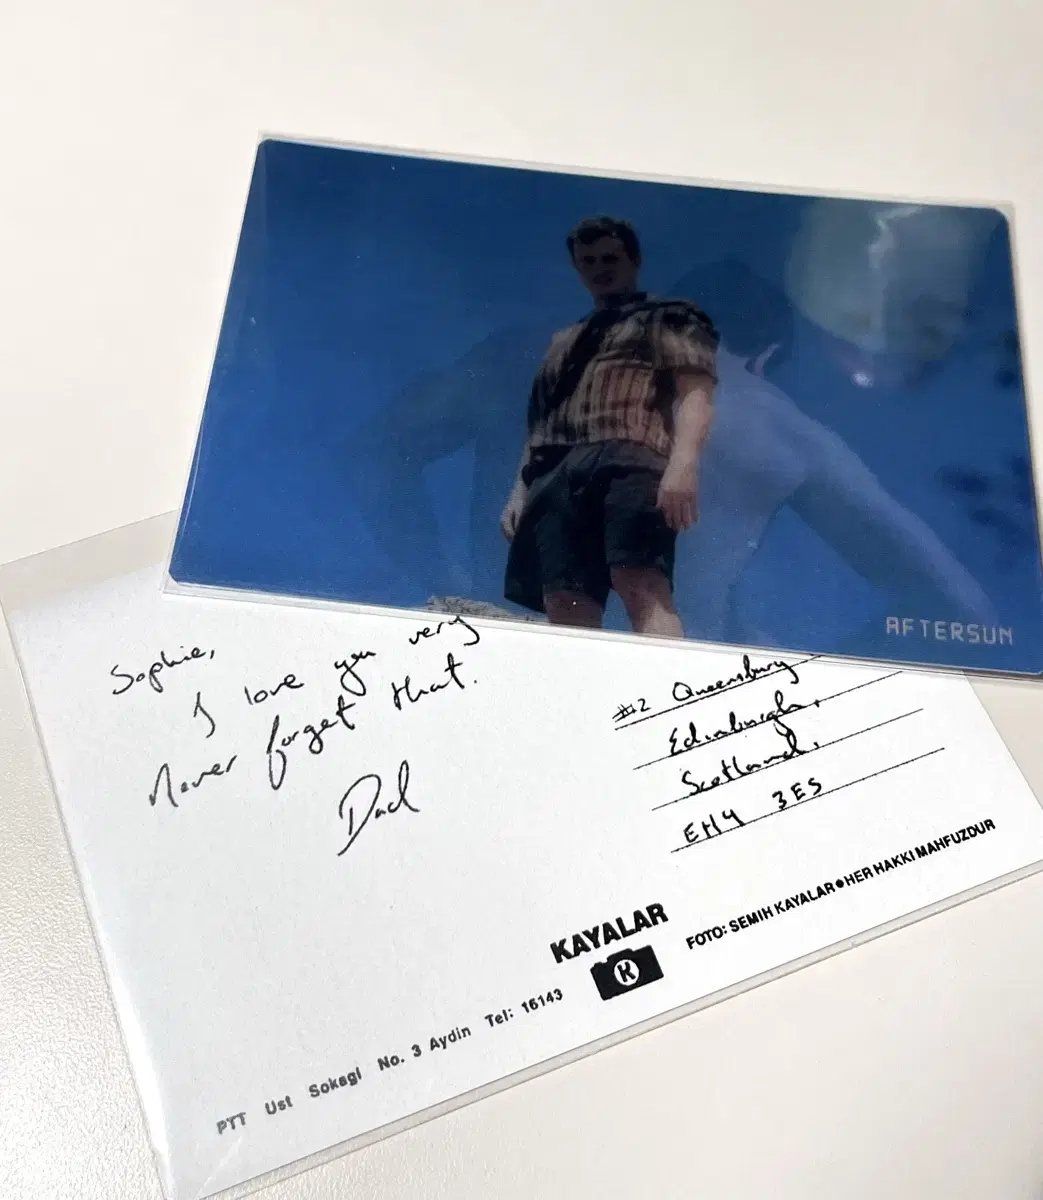 AFTERSUN
Sophie,
I love you very
Never forget that.
Dad
#2 Queensbury
Edinburgh,
Scotland,
EH4 3ES
KAYALAR
K
FOTO: SEMIH KAYALAR●HER HAKKI MAHFUZDUR
PTT Ust Sokagi No. 3 Aydin Tel: 16143